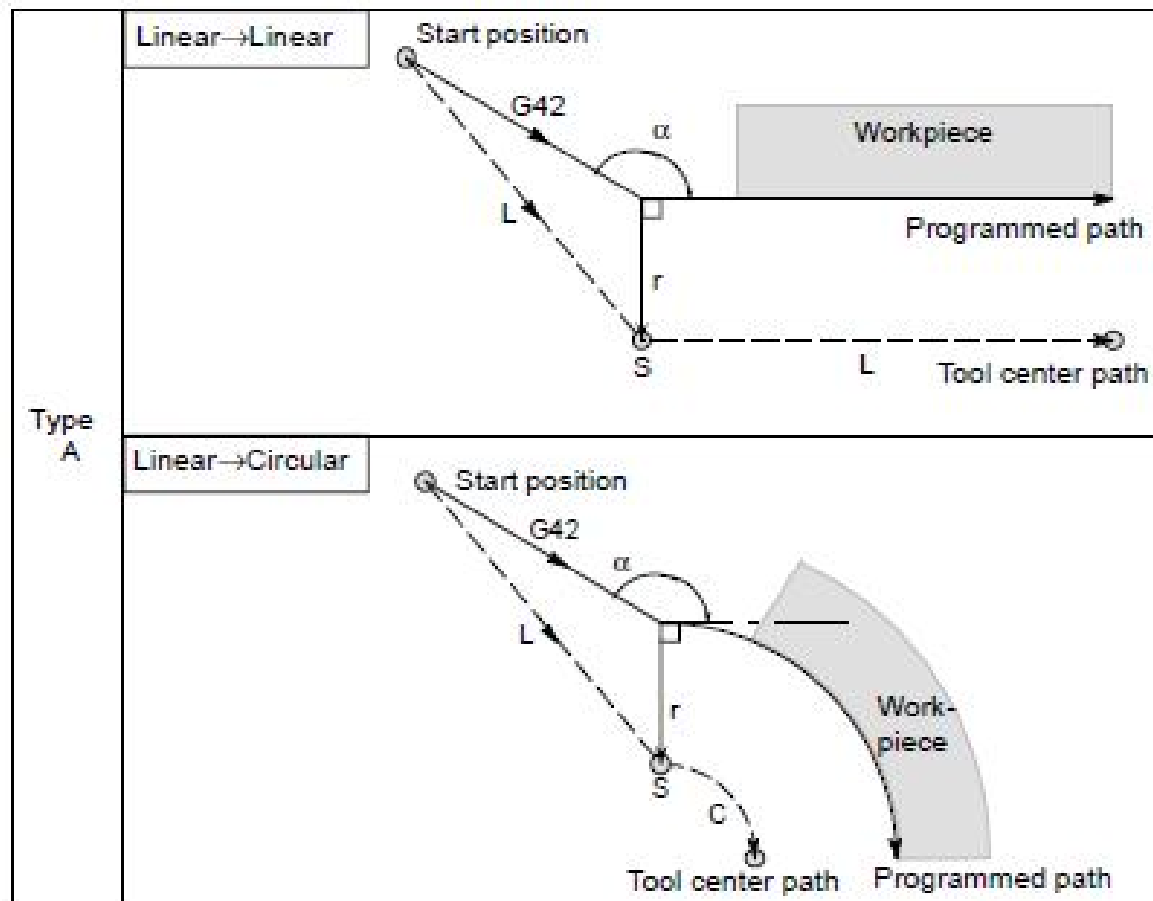 Type
A
Linear→Linear
Start position
G42
α
Workpiece
L
Programmed path
r
S
L
Tool center path
Linear→Circular
Start position
G42
α
L
r
Work-
piece
S
C
Tool center path
Programmed path